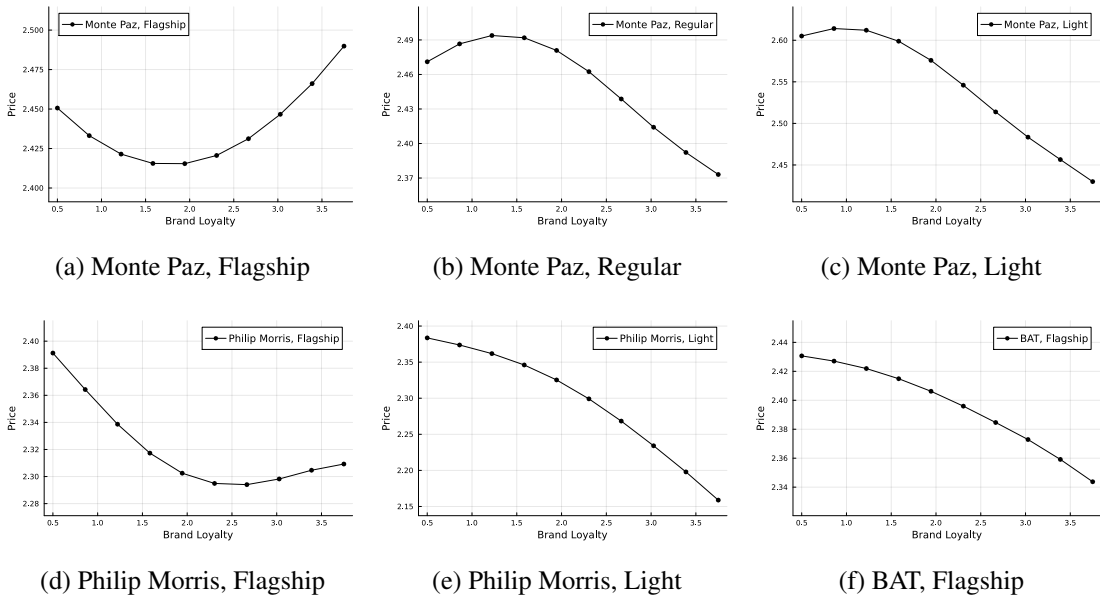 Monte Paz, Flagship
2.500
2.475
2.450
2.425
2.400
Price
0.5 1.0 1.5 2.0 2.5 3.0 3.5
Brand Loyalty
(a) Monte Paz, Flagship
Monte Paz, Regular
2.49
2.46
2.43
2.40
2.37
Price
0.5 1.0 1.5 2.0 2.5 3.0 3.5
Brand Loyalty
(b) Monte Paz, Regular
Monte Paz, Light
2.60
2.55
2.50
2.45
Price
0.5 1.0 1.5 2.0 2.5 3.0 3.5
Brand Loyalty
(c) Monte Paz, Light
Philip Morris, Flagship
2.40
2.38
2.36
2.34
2.32
2.30
2.28
Price
0.5 1.0 1.5 2.0 2.5 3.0 3.5
Brand Loyalty
(d) Philip Morris, Flagship
Philip Morris, Light
2.40
2.35
2.30
2.25
2.20
2.15
Price
0.5 1.0 1.5 2.0 2.5 3.0 3.5
Brand Loyalty
(e) Philip Morris, Light
BAT, Flagship
2.44
2.42
2.40
2.38
2.36
2.34
Price
0.5 1.0 1.5 2.0 2.5 3.0 3.5
Brand Loyalty
(f) BAT, Flagship